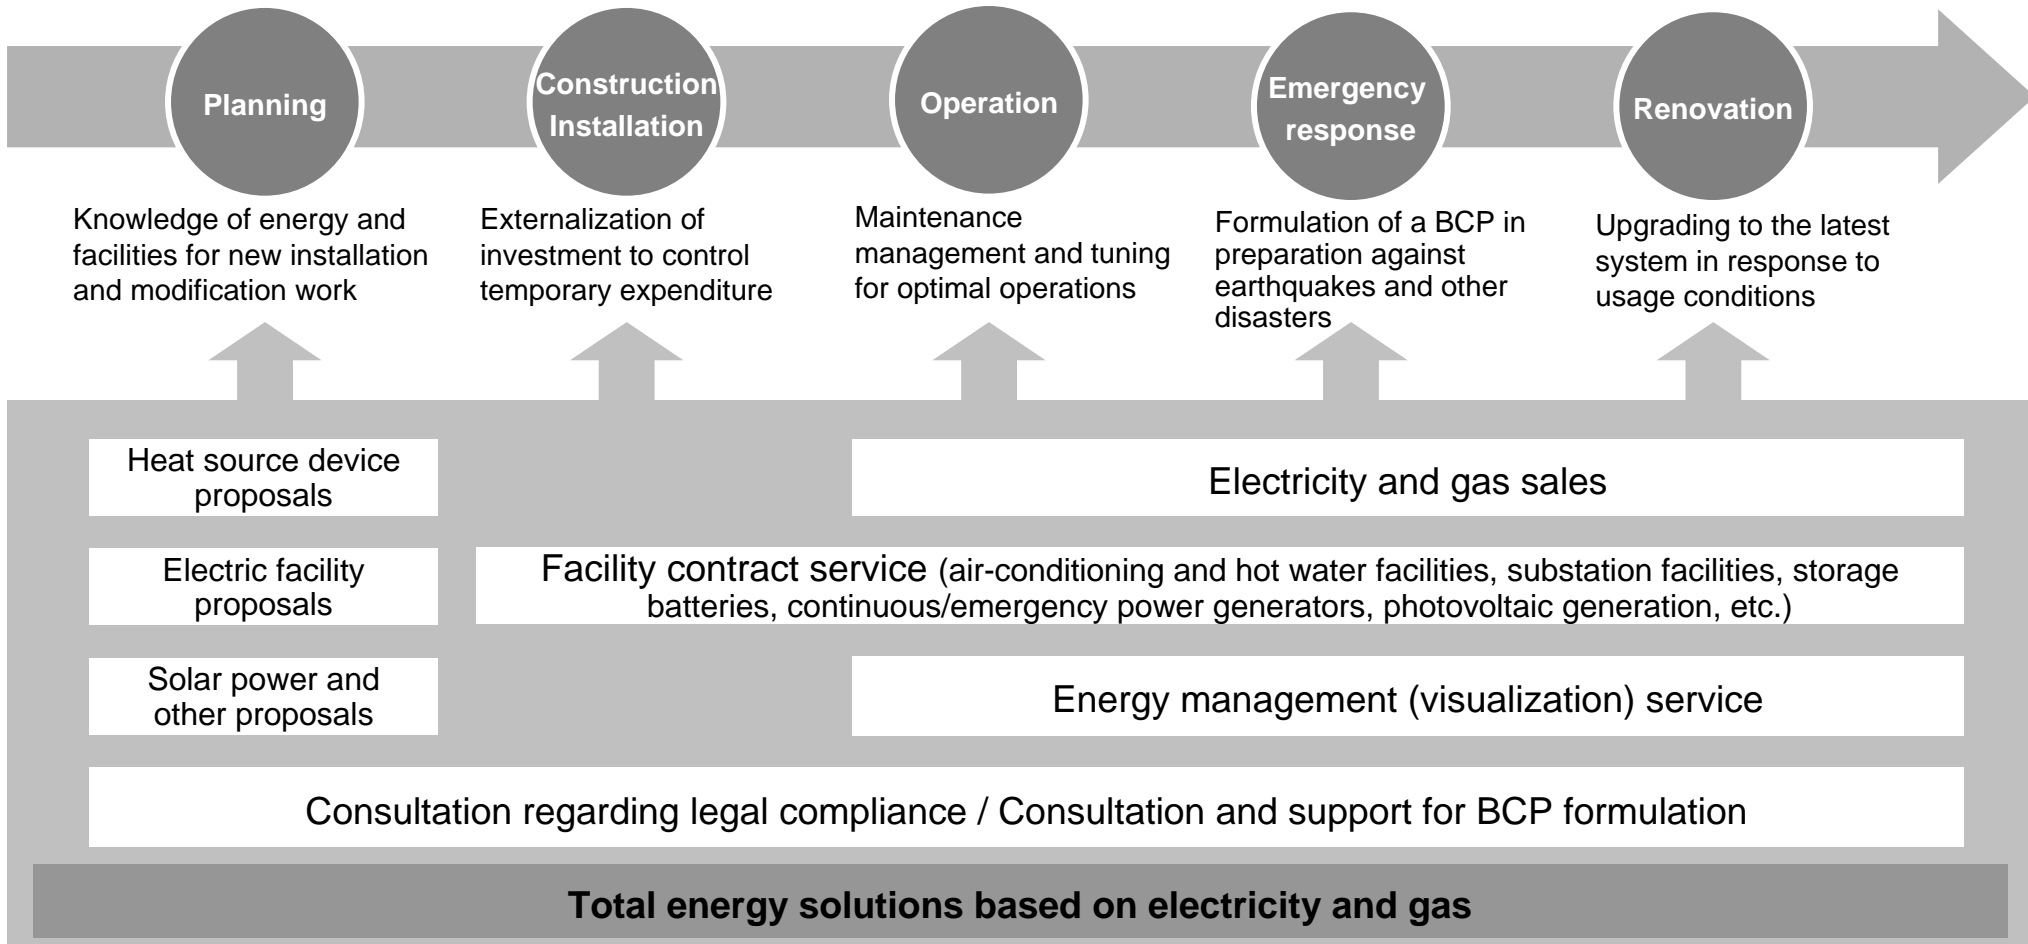 Planning
Construction
Installation
Operation
Emergency
response
Renovation
Knowledge of energy and
facilities for new installation
and modification work
Externalization of
investment to control
temporary expenditure
Maintenance
management and tuning
for optimal operations
Formulation of a BCP in
preparation against
earthquakes and other
disasters
Upgrading to the latest
system in response to
usage conditions
Heat source device
proposals
Electricity and gas sales
Electric facility
proposals
Facility contract service (air-conditioning and hot water facilities, substation facilities, storage
batteries, continuous/emergency power generators, photovoltaic generation, etc.)
Solar power and
other proposals
Energy management (visualization) service
Consultation regarding legal compliance / Consultation and support for BCP formulation
Total energy solutions based on electricity and gas